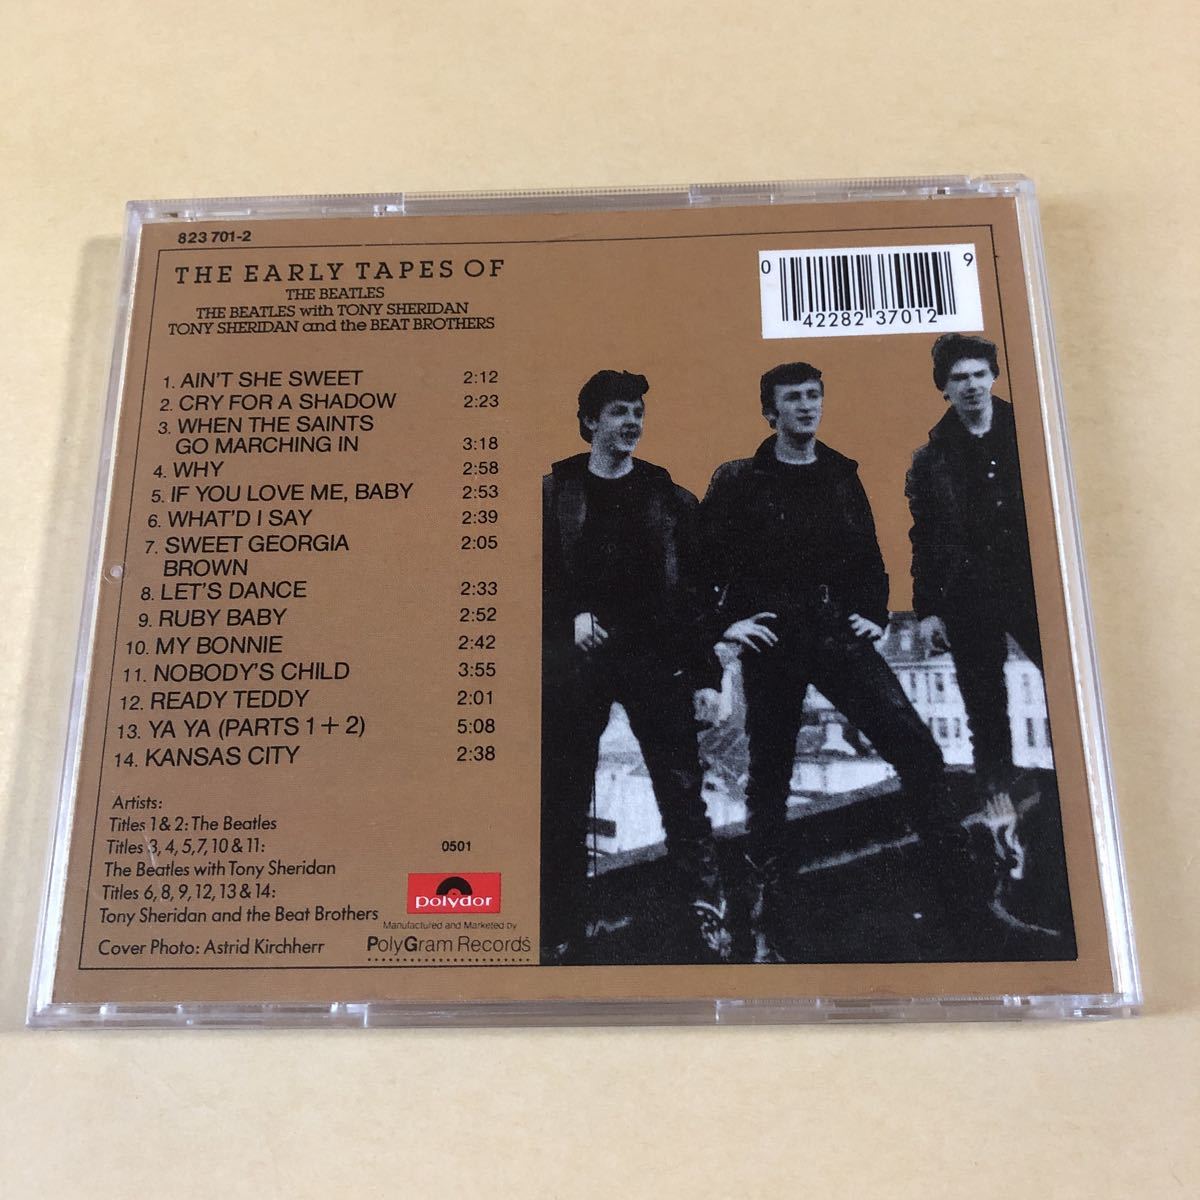 823 701-2
THE EARLY TAPES OF
THE BEATLES
THE BEATLES with TONY SHERIDAN
TONY SHERIDAN and the BEAT BROTHERS
0 42282 37012 9
1. AIN'T SHE SWEET 2:12
2. CRY FOR A SHADOW 2:23
3. WHEN THE SAINTS
GO MARCHING IN 3:18
4. WHY 2:58
5. IF YOU LOVE ME, BABY 2:53
6. WHAT'D I SAY 2:39
7. SWEET GEORGIA 2:05
BROWN
8. LET'S DANCE 2:33
9. RUBY BABY 2:52
10. MY BONNIE 2:42
11. NOBODY'S CHILD 3:55
12. READY TEDDY 2:01
13. YA YA (PARTS 1 + 2) 5:08
14. KANSAS CITY 2:38
Artists:
Titles 1 & 2: The Beatles
Titles 3, 4, 5, 7, 10 & 11:
The Beatles with Tony Sheridan
Titles 6, 8, 9, 12, 13 & 14:
Tony Sheridan and the Beat Brothers
Cover Photo: Astrid Kirchherr
0501
polydor
Manufactured and Marketed by
PolyGram Records